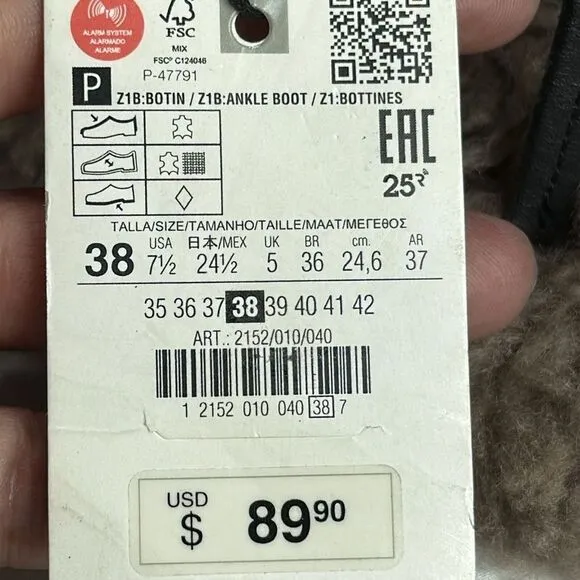 ALARM SYSTEM
ALARMADO
ALARME
FSC
MIX
FSC® C124046
P-47791
P Z1B:BOTIN / Z1B:ANKLE BOOT / Z1:BOTTINES
EAC
25R
TALLA/SIZE/TAMANHO/TAILLE/MAAT/ΜΕΓΕΘΟΣ
38 USA 7½ 日本/MEX 24½ UK 5 BR 36 cm. 24,6 AR 37
35 36 37 38 39 40 41 42
ART.: 2152/010/040
1 2152 010 040 38 7
USD
$ 89 90